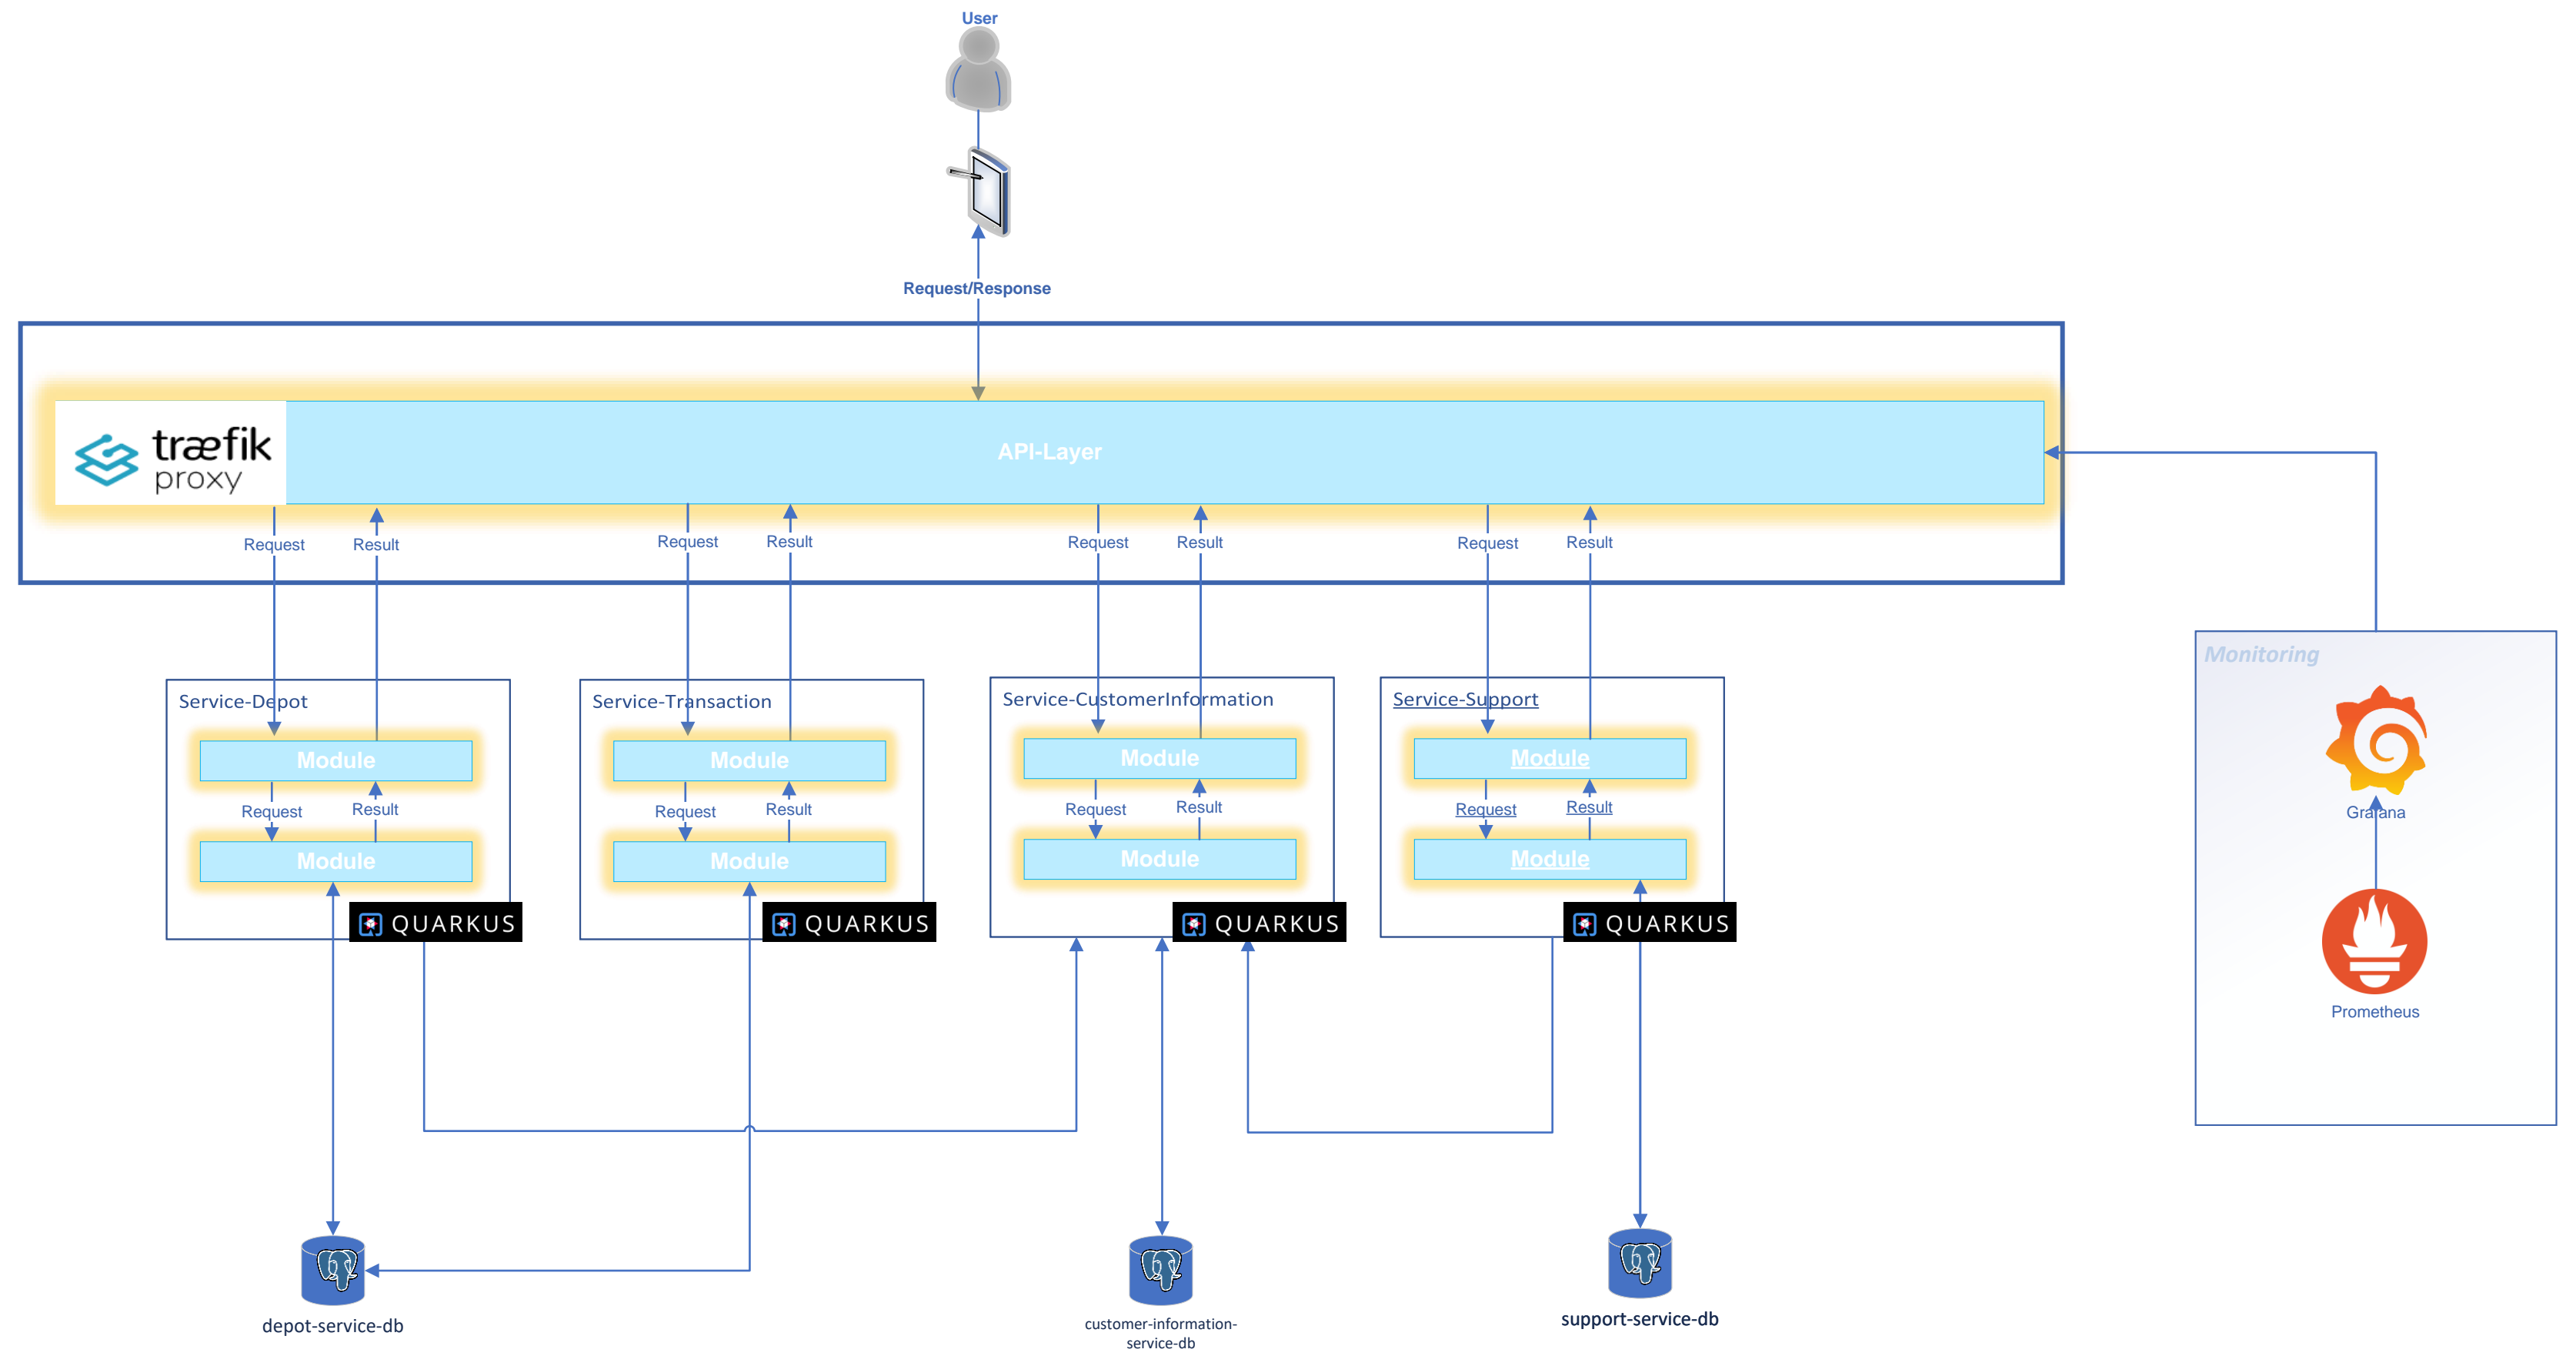 User
Request/Response
træfik
proxy
API-Layer
Request
Result
Request
Result
Request
Result
Request
Result
Service-Depot
Module
Request
Result
Module
QUARKUS
Service-Transaction
Module
Request
Result
Module
QUARKUS
Service-CustomerInformation
Module
Request
Result
Module
QUARKUS
Service-Support
Module
Request
Result
Module
QUARKUS
Monitoring
Grafana
Prometheus
depot-service-db
customer-information-
service-db
support-service-db